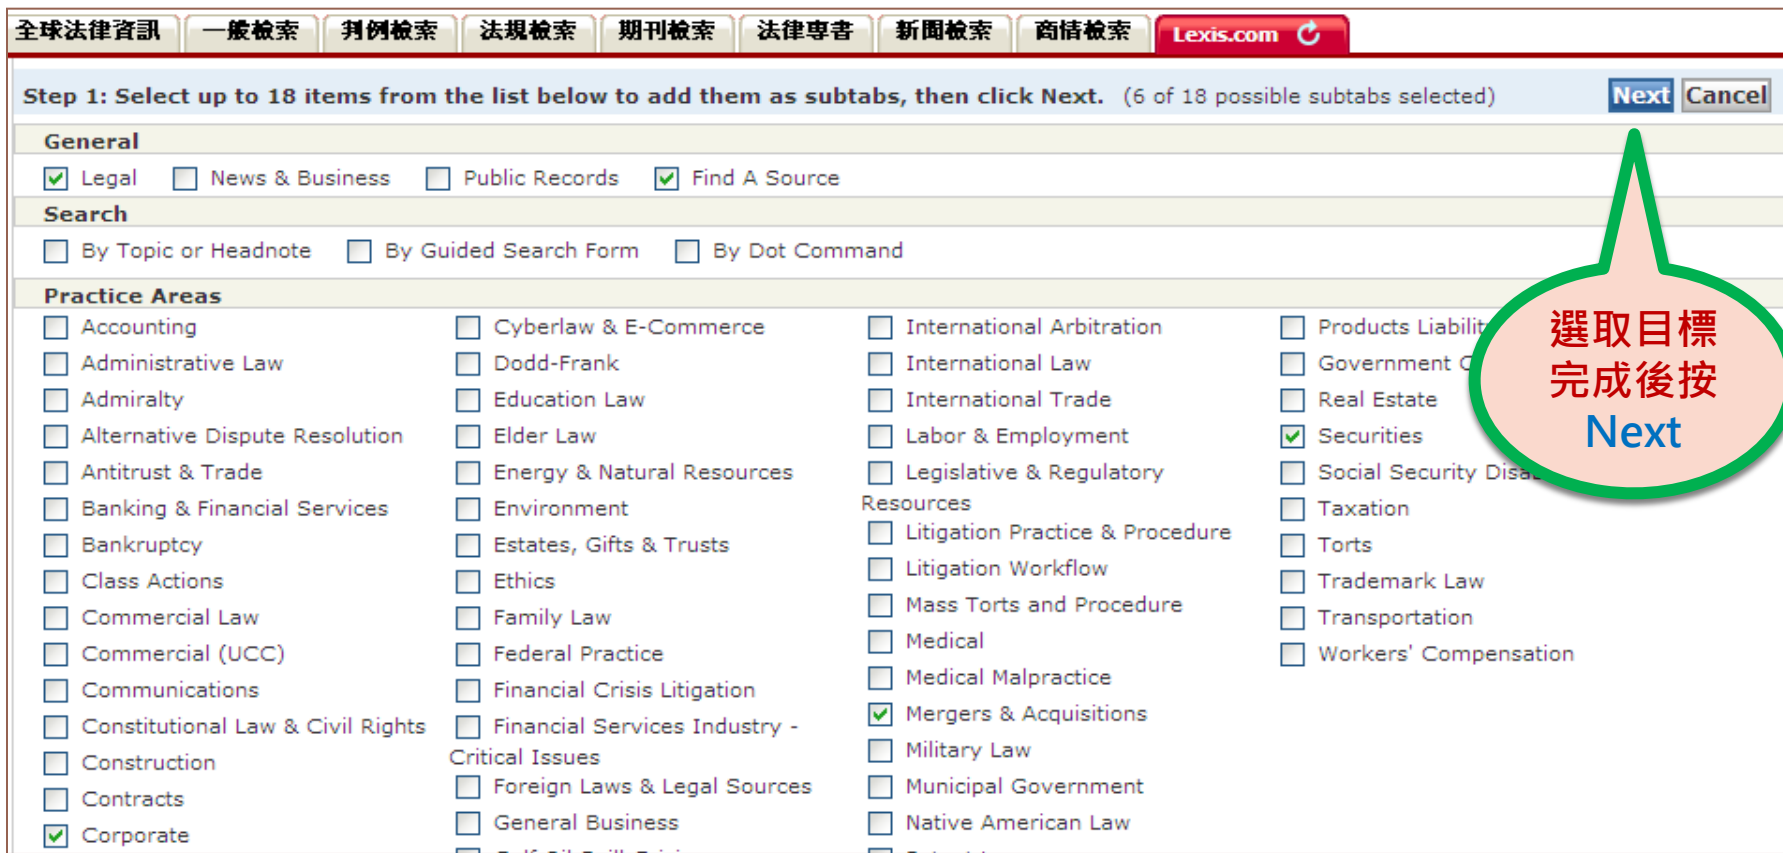 全球法律資訊 一般檢索 判例檢索 法規檢索 期刊檢索 法律專書 新聞檢索 商情檢索 Lexis.com
Step 1: Select up to 18 items from the list below to add them as subtabs, then click Next. (6 of 18 possible subtabs selected) Next Cancel
General
Legal News & Business Public Records Find A Source
Search
By Topic or Headnote By Guided Search Form By Dot Command
Practice Areas
Accounting
Administrative Law
Admiralty
Alternative Dispute Resolution
Antitrust & Trade
Banking & Financial Services
Bankruptcy
Class Actions
Commercial Law
Commercial (UCC)
Communications
Constitutional Law & Civil Rights
Construction
Contracts
Corporate
Cyberlaw & E-Commerce
Dodd-Frank
Education Law
Elder Law
Energy & Natural Resources
Environment
Estates, Gifts & Trusts
Ethics
Family Law
Federal Practice
Financial Crisis Litigation
Financial Services Industry -
Critical Issues
Foreign Laws & Legal Sources
General Business
International Arbitration
International Law
International Trade
Labor & Employment
Legislative & Regulatory
Resources
Litigation Practice & Procedure
Litigation Workflow
Mass Torts and Procedure
Medical
Medical Malpractice
Mergers & Acquisitions
Military Law
Municipal Government
Native American Law
Products
Government
Real Estate
Securities
Social Security
Taxation
Torts
Trademark Law
Transportation
Workers' Compensation
選取目標
完成後按
Next